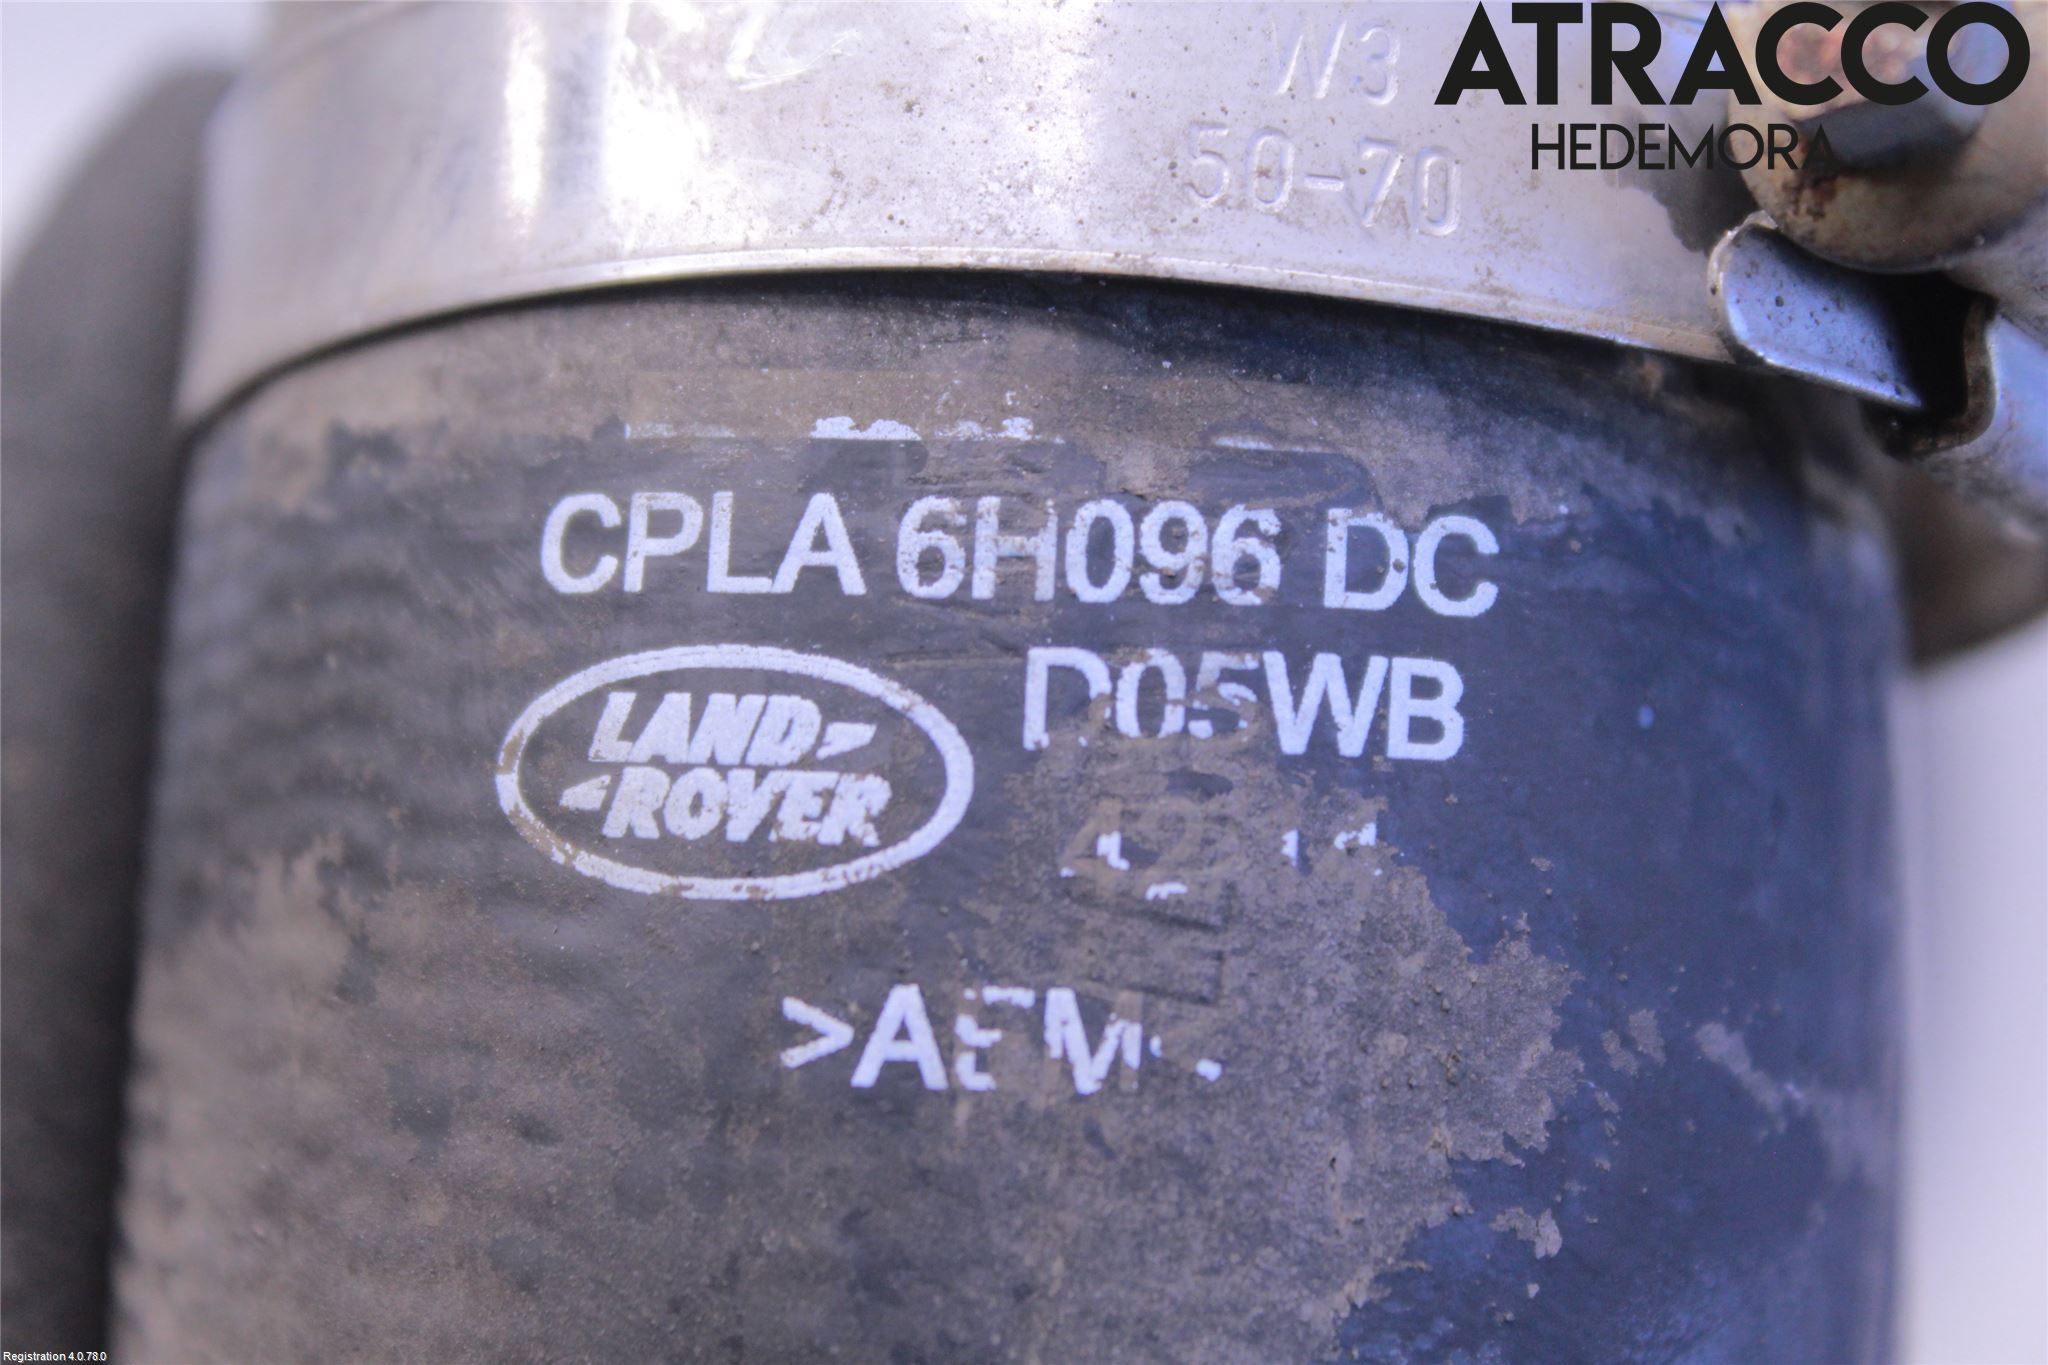 ATRACCO
HEDEMORA
W3
50-70
CPLA 6H096 DC
D05WB
LAND-
ROVER
Registration 4.0.78.0